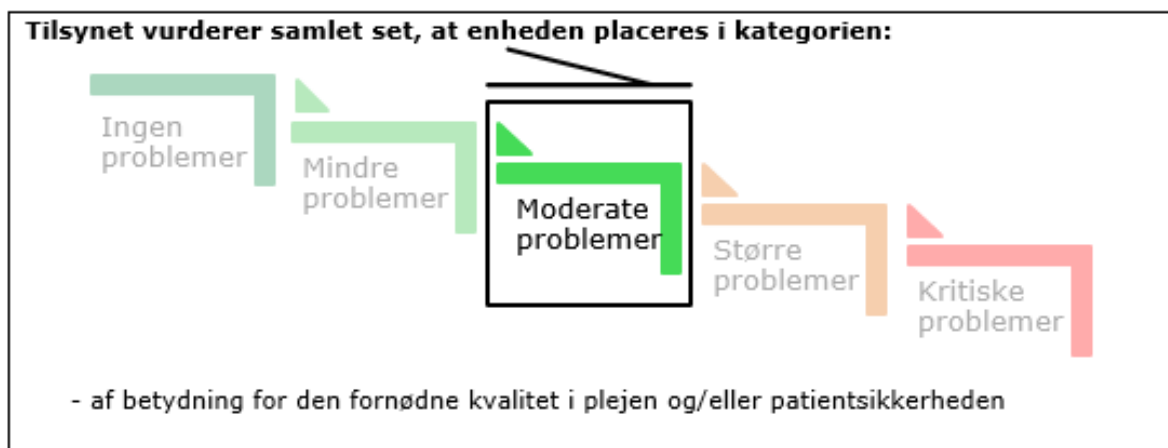 Tilsynet vurderer samlet set, at enheden placeres i kategorien:
Ingen
problemer
Mindre
problemer
Moderate
problemer
Større
problemer
Kritiske
problemer
- af betydning for den fornødne kvalitet i plejen og/eller patientsikkerheden